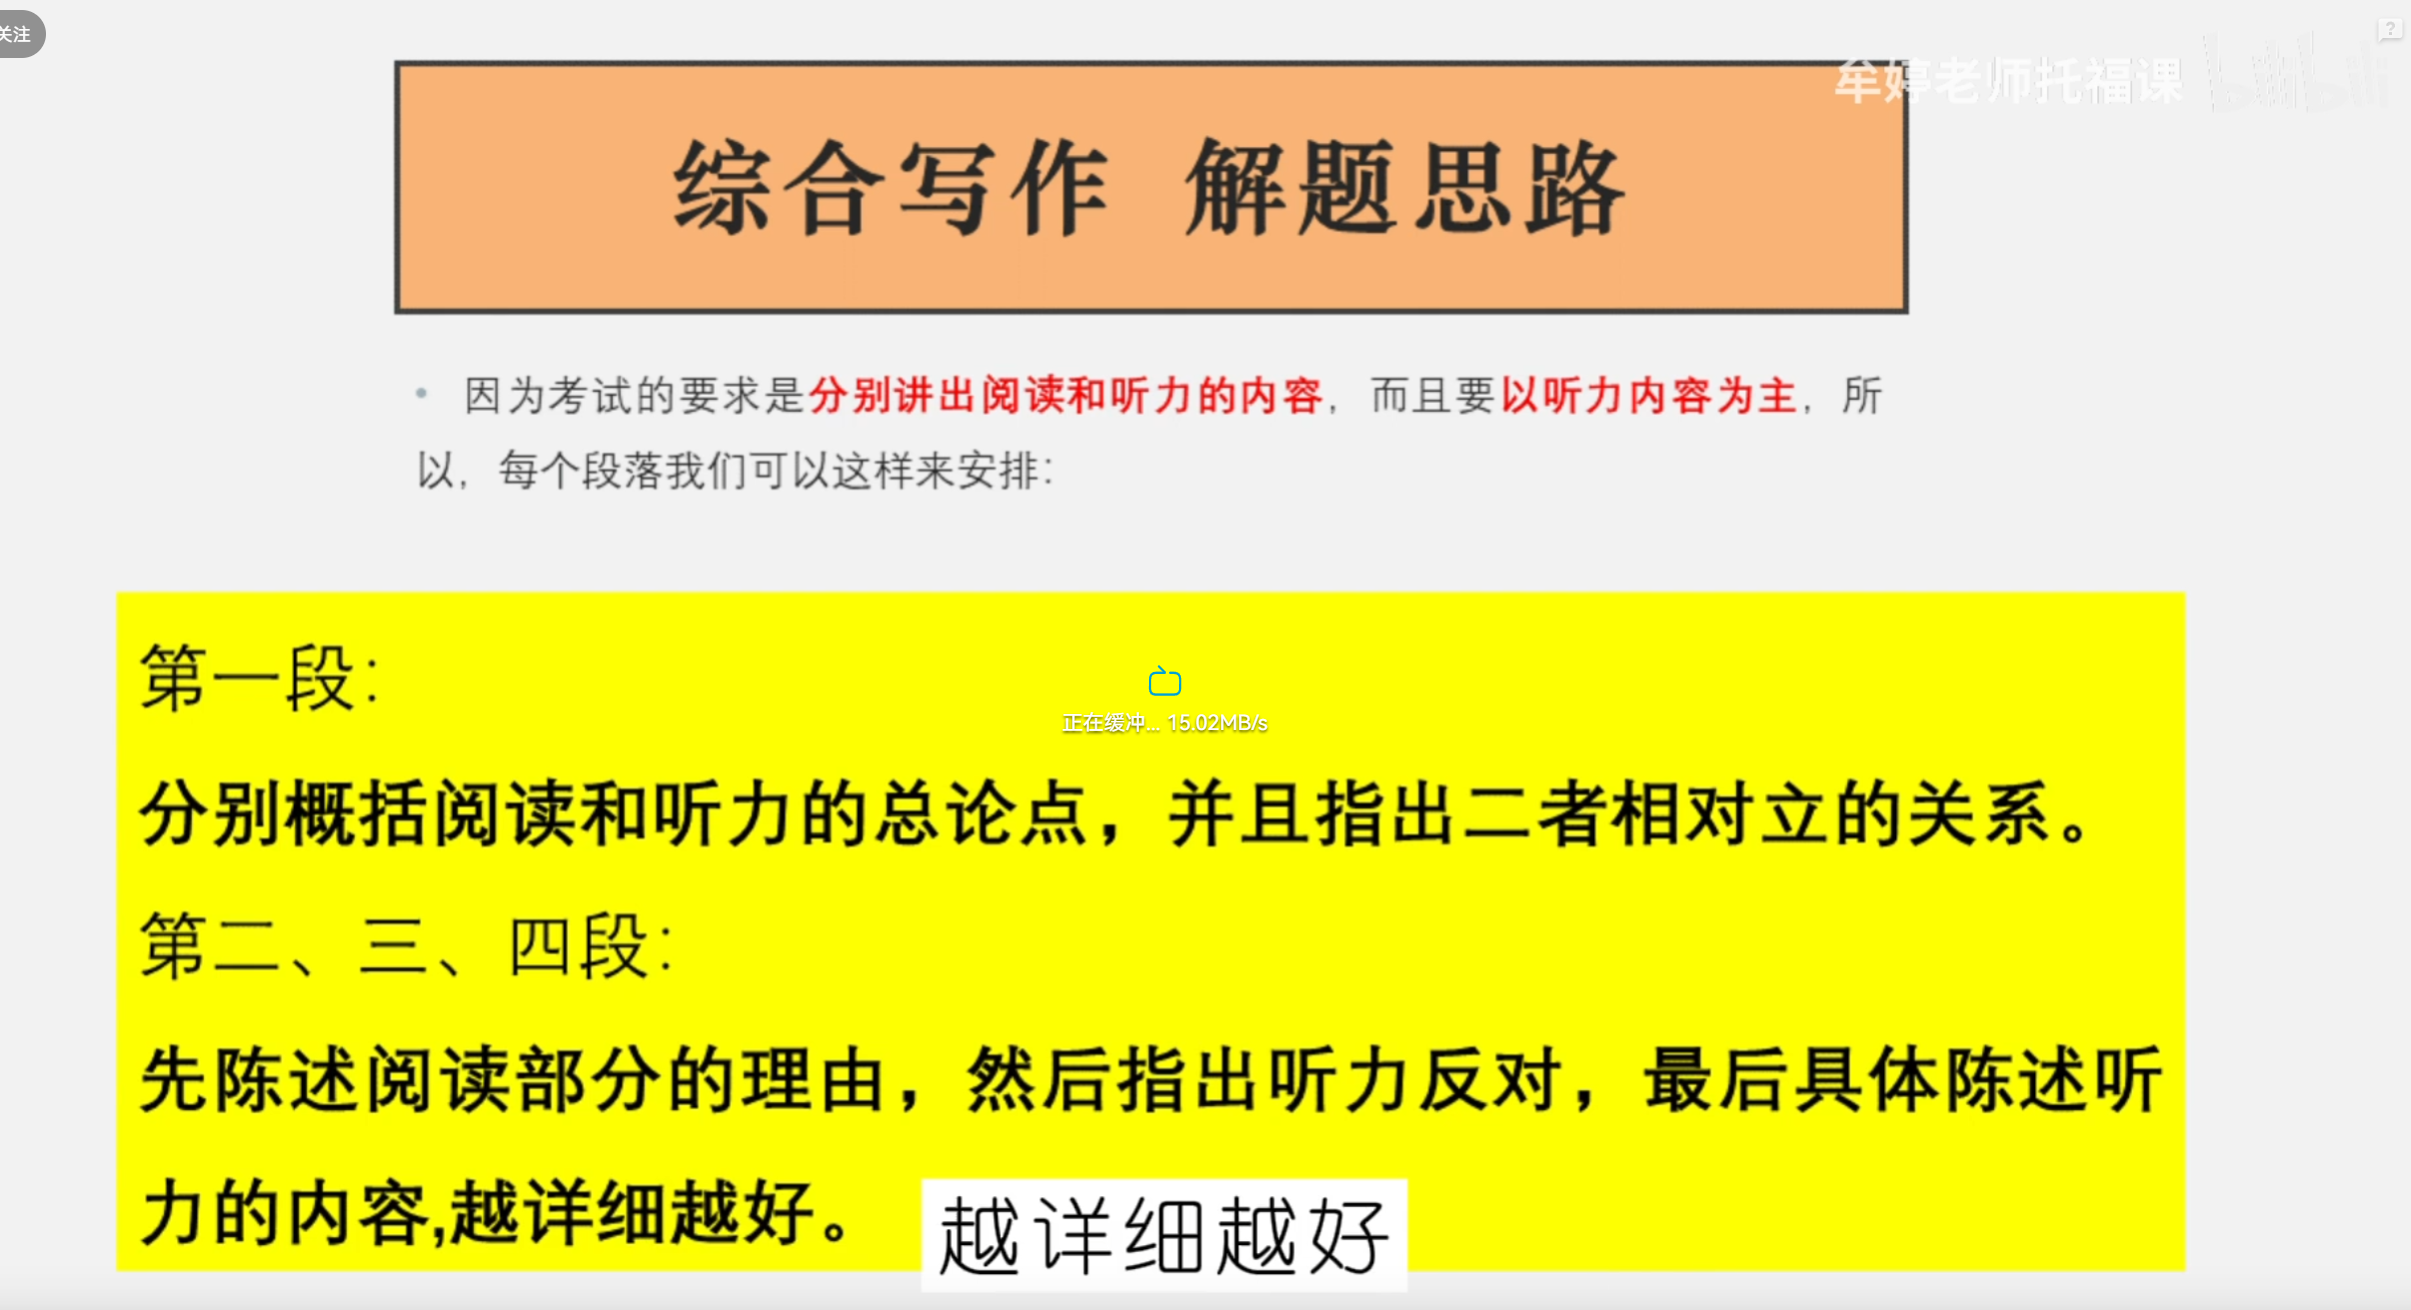 关注
牟婷老师托福课 bilibili
综合写作 解题思路
• 因为考试的要求是分别讲出阅读和听力的内容，而且要以听力内容为主，所
以，每个段落我们可以这样来安排：
第一段：
正在缓冲... 15.02MB/s
分别概括阅读和听力的总论点，并且指出二者相对立的关系。
第二、三、四段：
先陈述阅读部分的理由，然后指出听力反对，最后具体陈述听
力的内容,越详细越好。
越详细越好